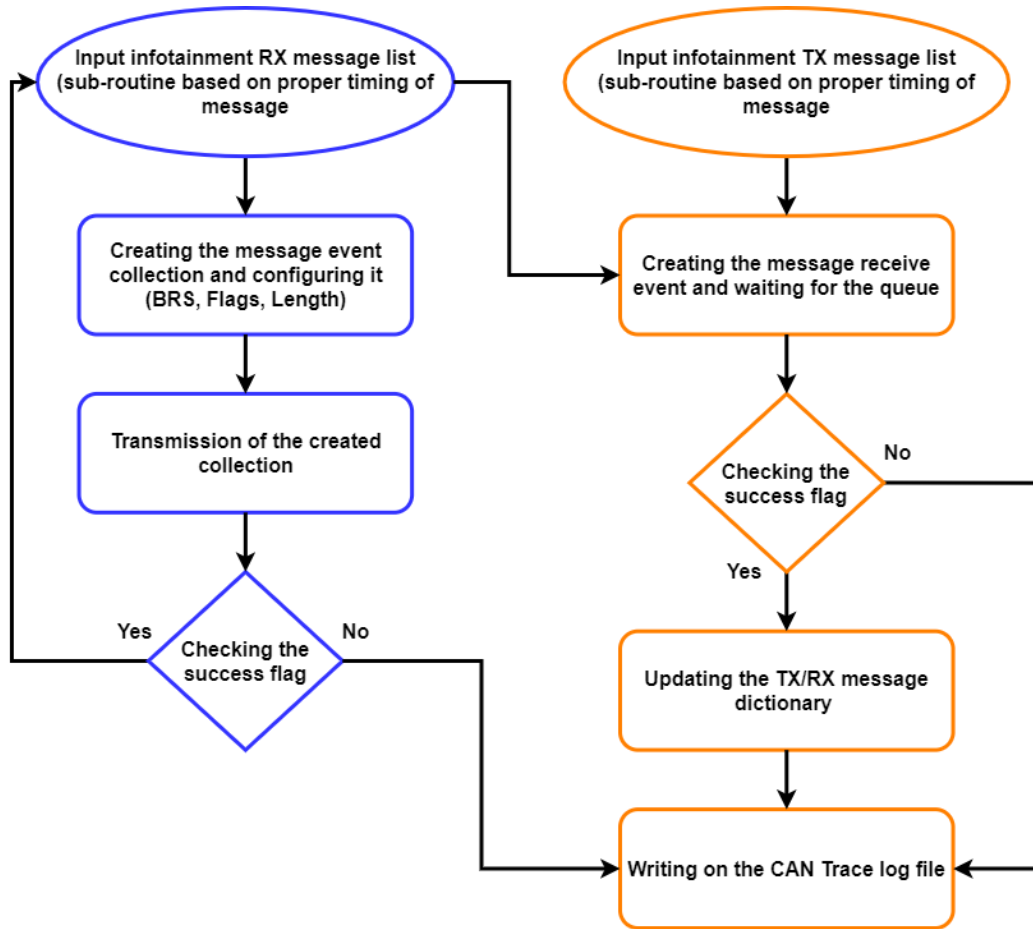 Input infotainment RX message list
(sub-routine based on proper timing of
message
Input infotainment TX message list
(sub-routine based on proper timing of
message
Creating the message event
collection and configuring it
(BRS, Flags, Length)
Creating the message receive
event and waiting for the queue
Transmission of the created
collection
Checking the
success flag
No
Yes
Checking the
success flag
Yes
No
Updating the TX/RX message
dictionary
Writing on the CAN Trace log file